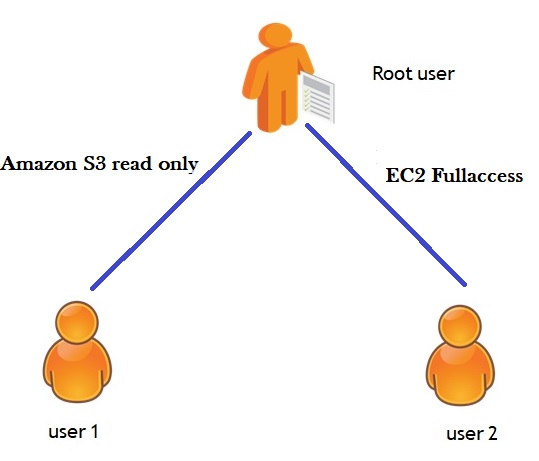 Root user
Amazon S3 read only
EC2 Fullaccess
user 1
user 2